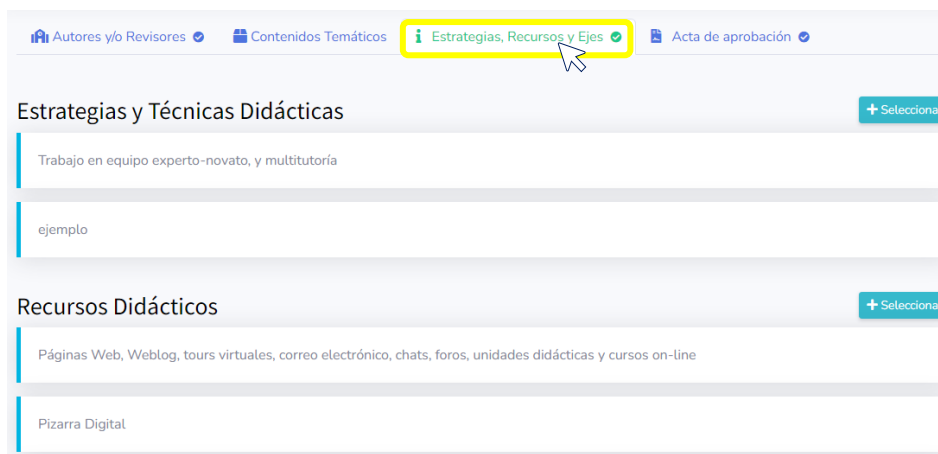 Autores y/o Revisores Contenidos Temáticos Estrategias, Recursos y Ejes Acta de aprobación
Estrategias y Técnicas Didácticas
+ Selecciona
Trabajo en equipo experto-novato, y multitutoría
ejemplo
Recursos Didácticos
+ Selecciona
Páginas Web, Weblog, tours virtuales, correo electrónico, chats, foros, unidades didácticas y cursos on-line
Pizarra Digital